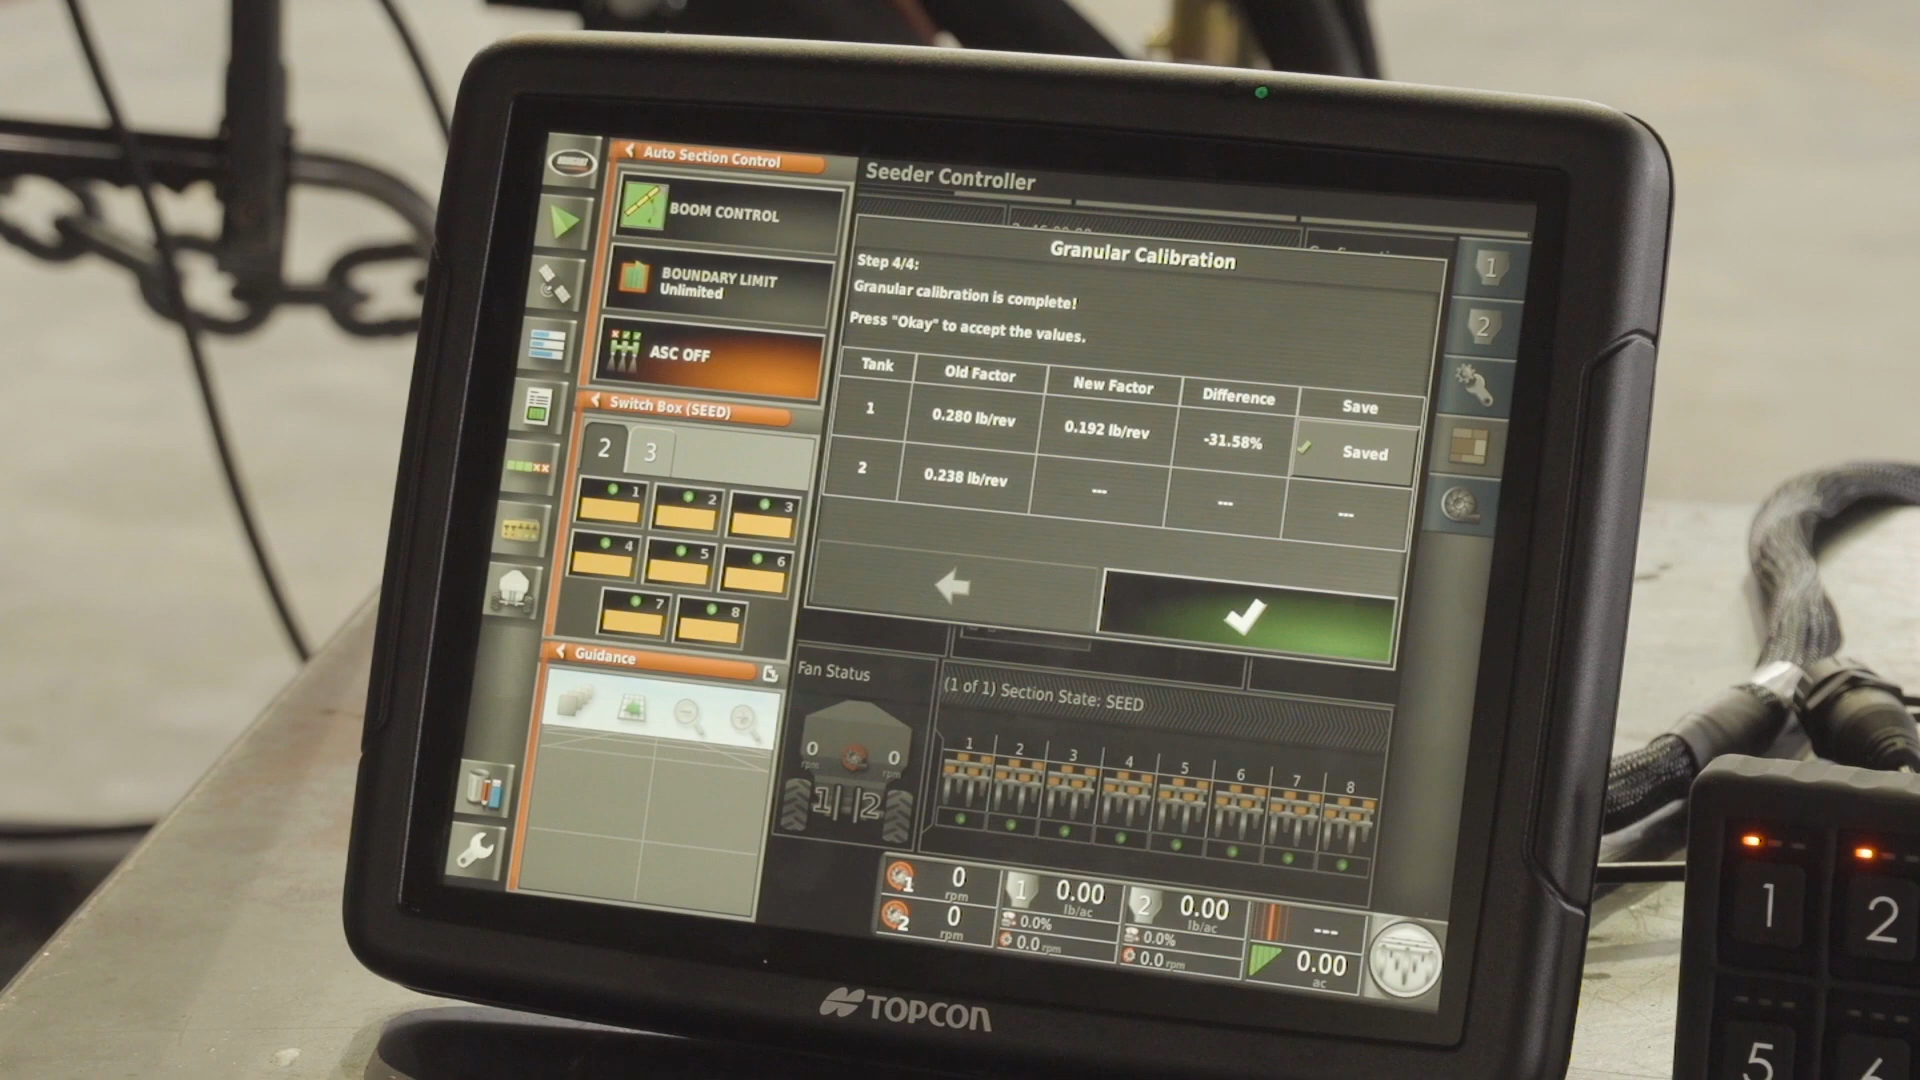 Auto Section Control
BOOM CONTROL
BOUNDARY LIMIT
Unlimited
ASC OFF
Switch Box (SEED)
2 3
1 2 3
4 5 6
7 8
Guidance
Seeder Controller
Granular Calibration
Step 4/4:
Granular calibration is complete!
Press "Okay" to accept the values.
Tank Old Factor New Factor Difference Save
1 0.280 lb/rev 0.192 lb/rev -31.58% Saved
2 0.238 lb/rev --- --- ---
1
2
Fan Status
0 rpm 0 rpm
1 2
(1 of 1) Section State: SEED
1 2 3 4 5 6 7 8
1 0 rpm
2 0 rpm
1 0.00 lb/ac
0.0%
0.0 rpm
2 0.00 lb/ac
0.0%
0.0 rpm
---
0.00 ac
TOPCON
1 2
5